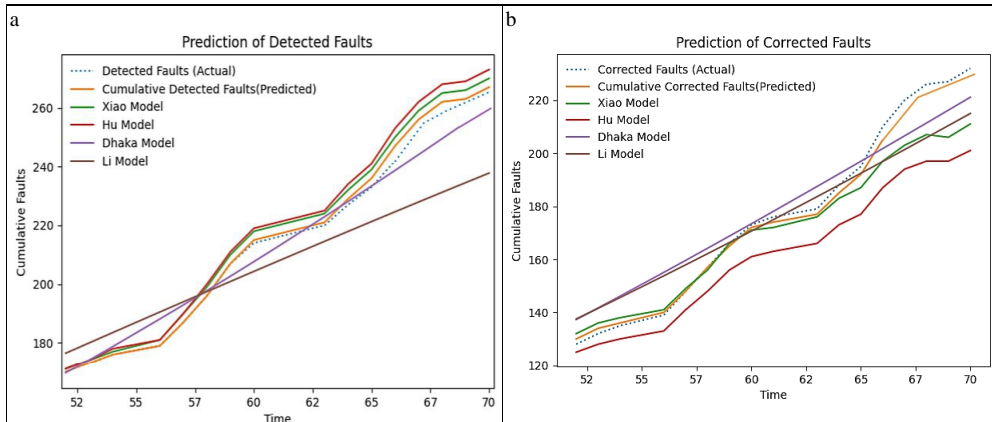 a
Prediction of Detected Faults
Detected Faults (Actual)
Cumulative Detected Faults(Predicted)
Xiao Model
Hu Model
Dhaka Model
Li Model
Cumulative Faults
260
240
220
200
180
52 55 57 60 62 65 67 70
Time
b
Prediction of Corrected Faults
Corrected Faults (Actual)
Cumulative Corrected Faults(Predicted)
Xiao Model
Hu Model
Dhaka Model
Li Model
Cumulative Faults
220
200
180
160
140
120
52 55 57 60 62 65 67 70
Time